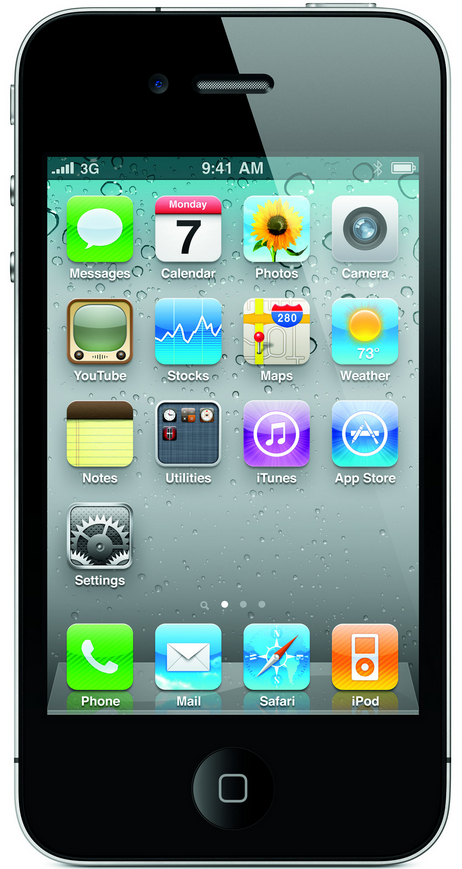 3G 9:41 AM
Monday
7
Messages Calendar Photos Camera
280
73°
YouTube Stocks Maps Weather
Notes Utilities iTunes App Store
Settings
N
Phone Mail Safari iPod